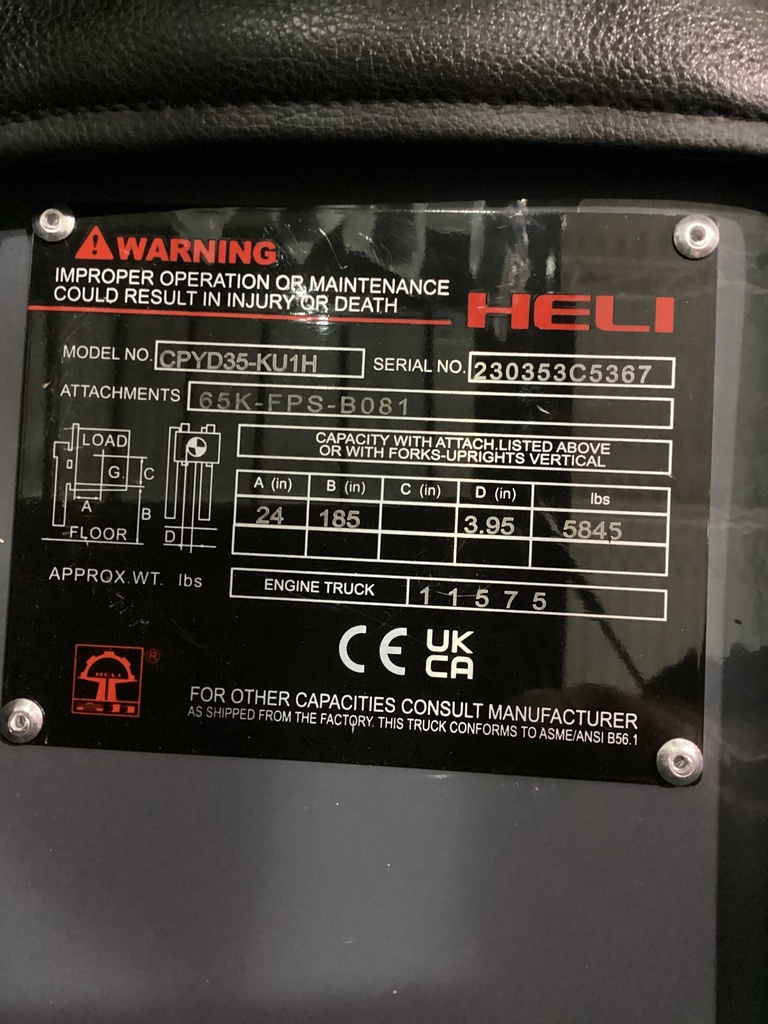 WARNING
IMPROPER OPERATION OR MAINTENANCE
COULD RESULT IN INJURY OR DEATH
HELI
MODEL NO. CPYD35-KU1H SERIAL NO. 230353C5367
ATTACHMENTS 65K-FPS-B081
LOAD
G. C
A
B
FLOOR
D
CAPACITY WITH ATTACH.LISTED ABOVE
OR WITH FORKS-UPRIGHTS VERTICAL
A (in) B (in) C (in) D (in) lbs
24 185 3.95 5845
APPROX.WT. lbs ENGINE TRUCK 11575
CE UK
CA
HELI ®
FOR OTHER CAPACITIES CONSULT MANUFACTURER
AS SHIPPED FROM THE FACTORY. THIS TRUCK CONFORMS TO ASME/ANSI B56.1